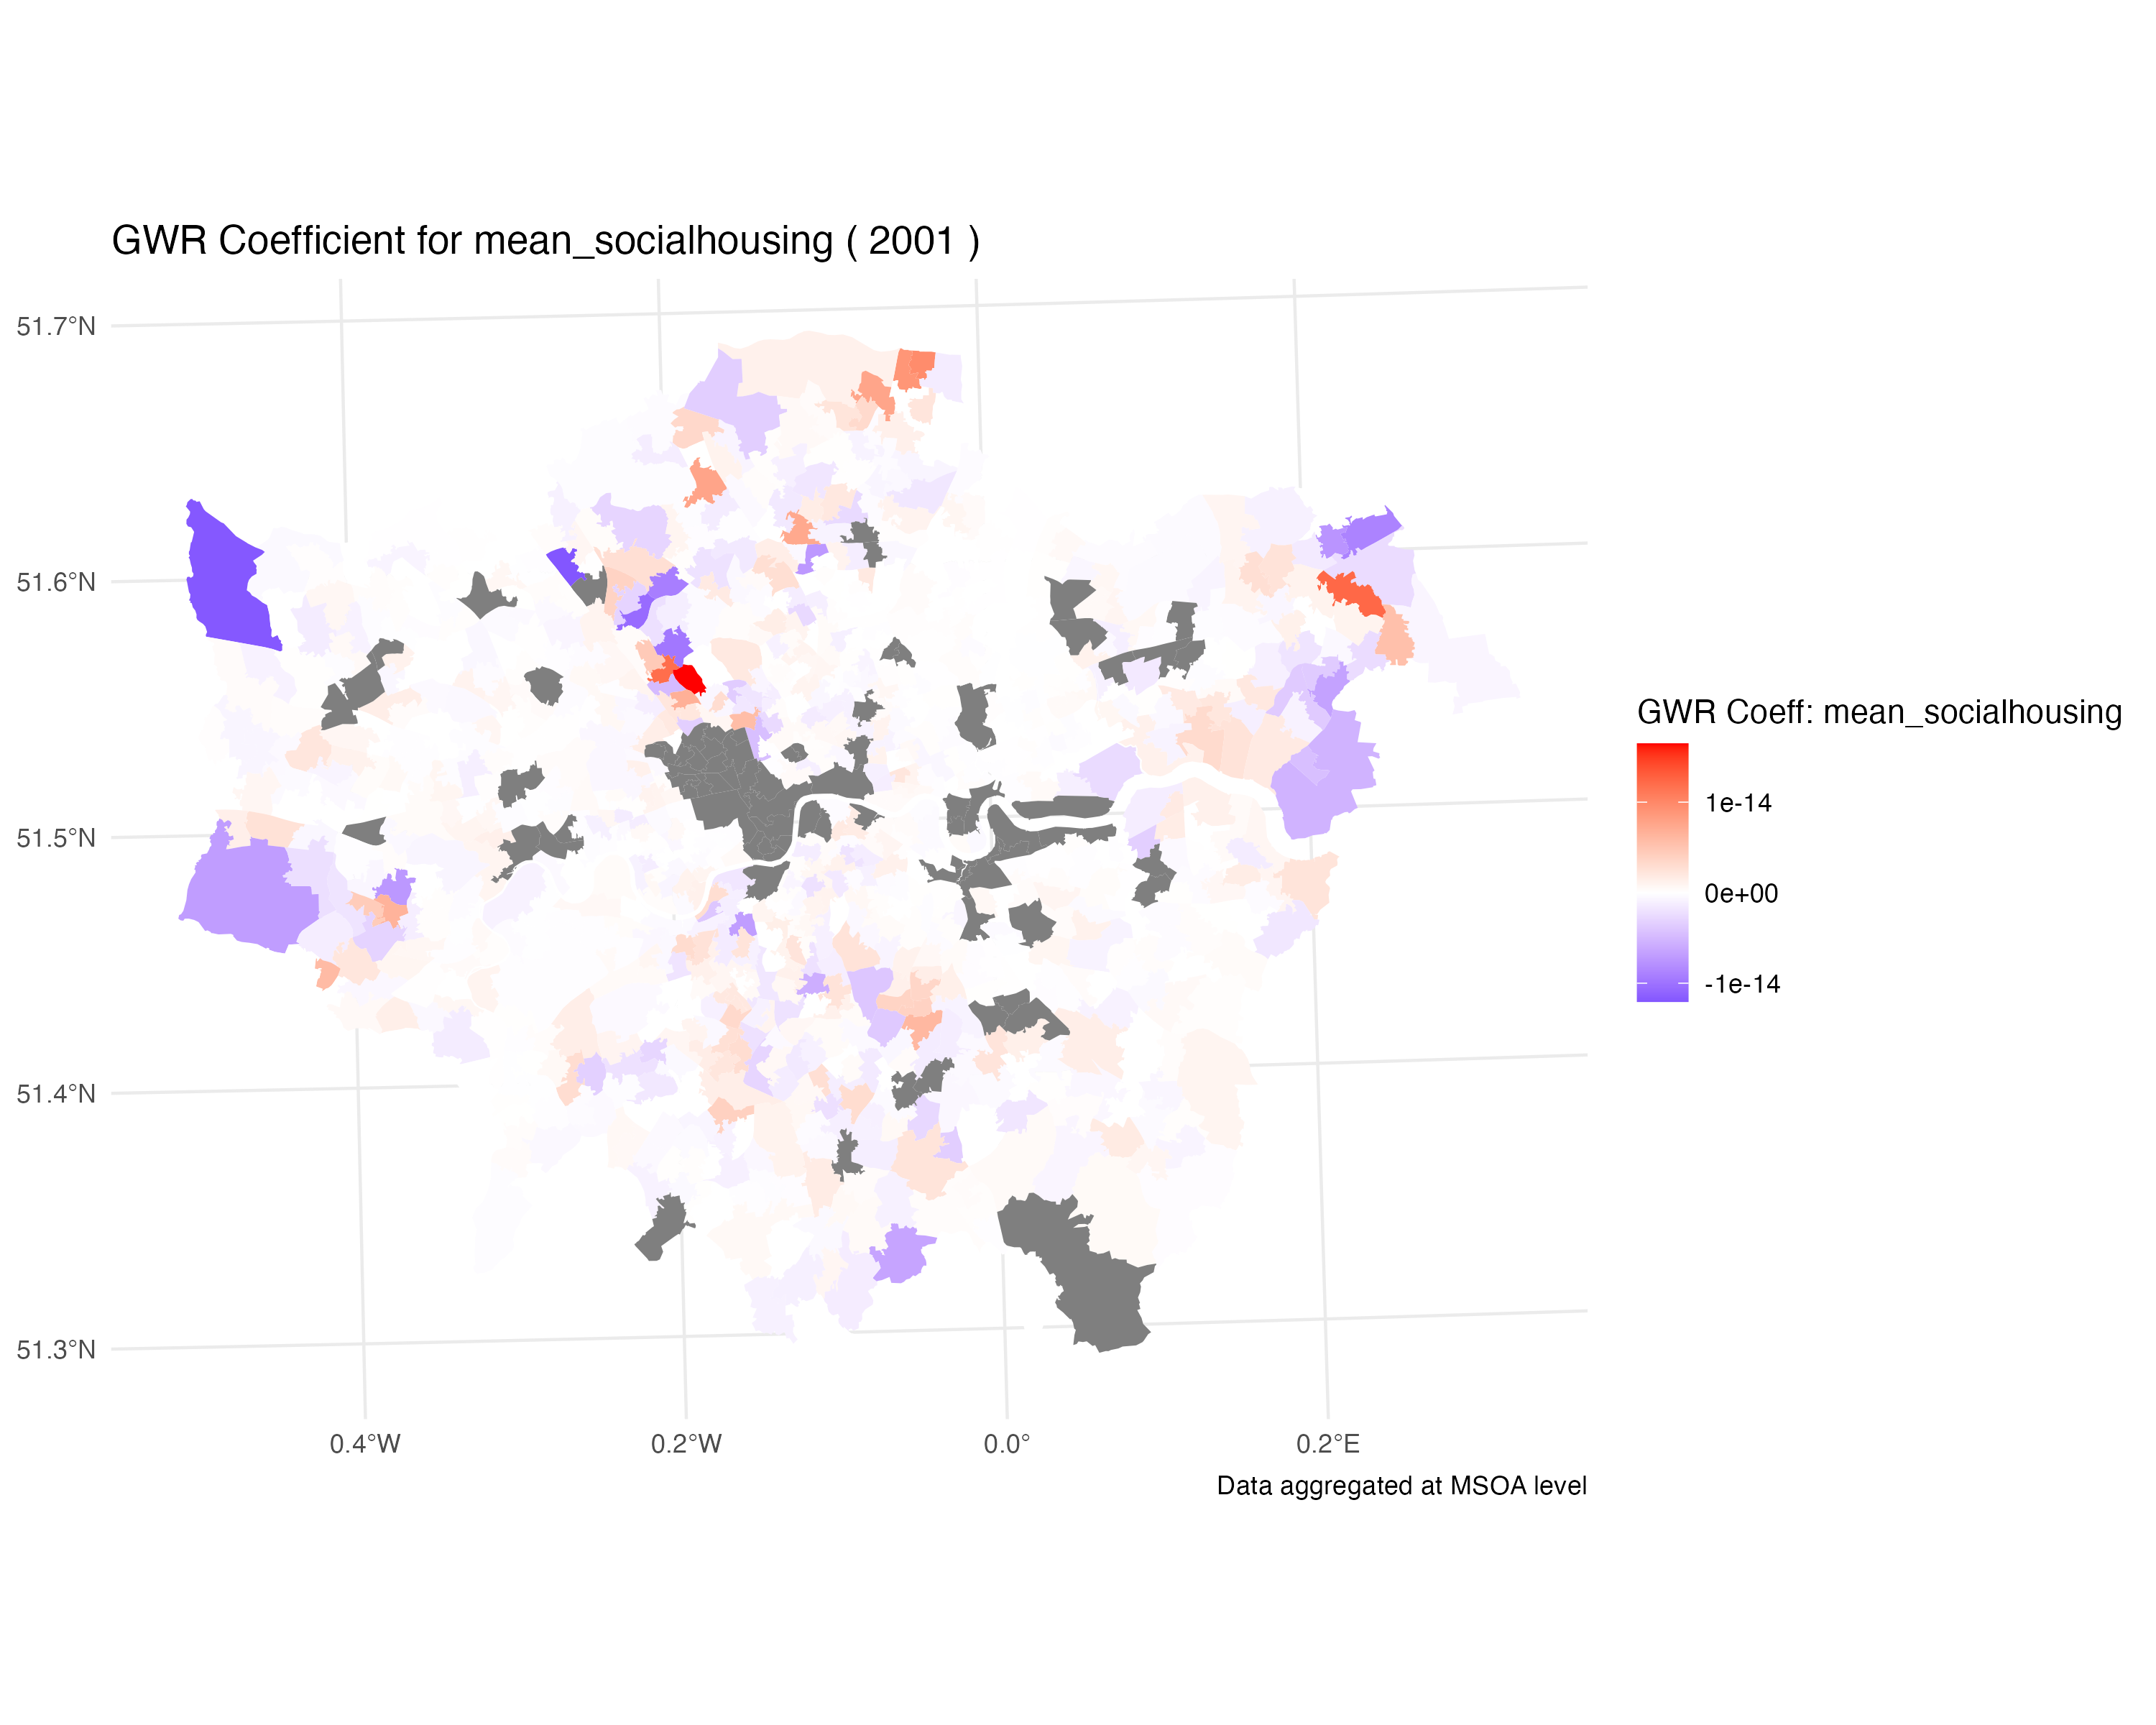 GWR Coefficient for mean_socialhousing ( 2001 )
51.7°N
51.6°N
51.5°N
51.4°N
51.3°N
0.4°W
0.2°W
0.0°
0.2°E
GWR Coeff: mean_socialhousing
1e-14
0e+00
-1e-14
Data aggregated at MSOA level